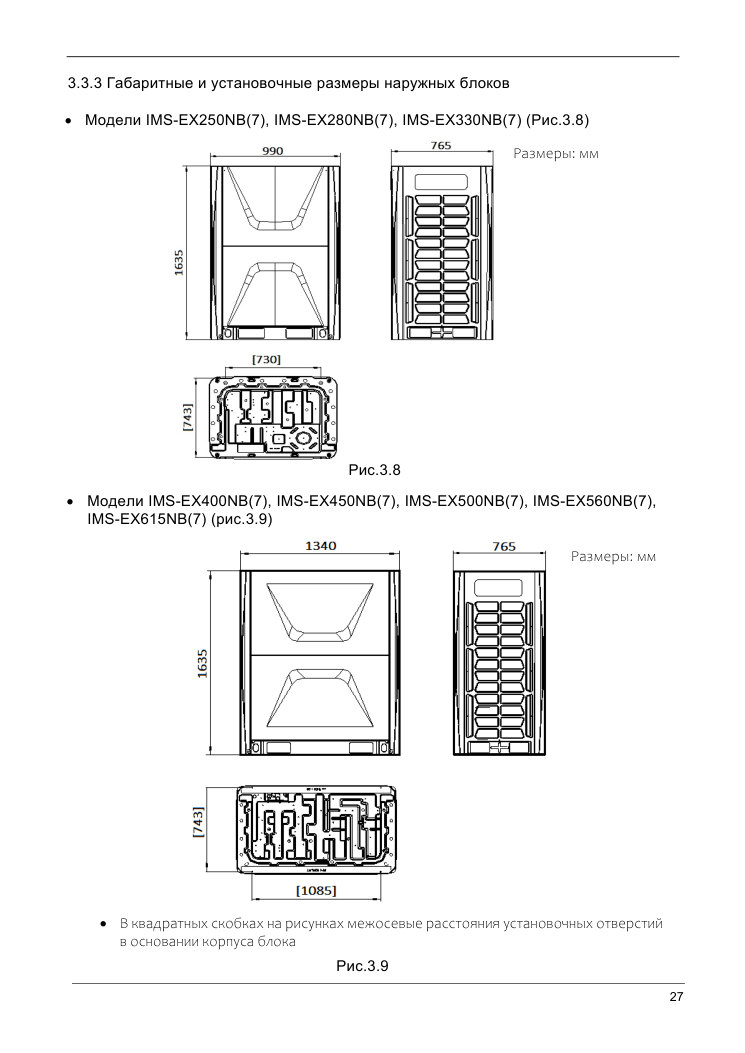 3.3.3 Габаритные и установочные размеры наружных блоков
• Модели IMS-EX250NB(7), IMS-EX280NB(7), IMS-EX330NB(7) (Рис.3.8)
990
765
Размеры: мм
1635
[730]
[743]
Рис.3.8
• Модели IMS-EX400NB(7), IMS-EX450NB(7), IMS-EX500NB(7), IMS-EX560NB(7),
IMS-EX615NB(7) (рис.3.9)
1340
765
Размеры: мм
1635
[743]
[1085]
• В квадратных скобках на рисунках межосевые расстояния установочных отверстий
в основании корпуса блока
Рис.3.9
27